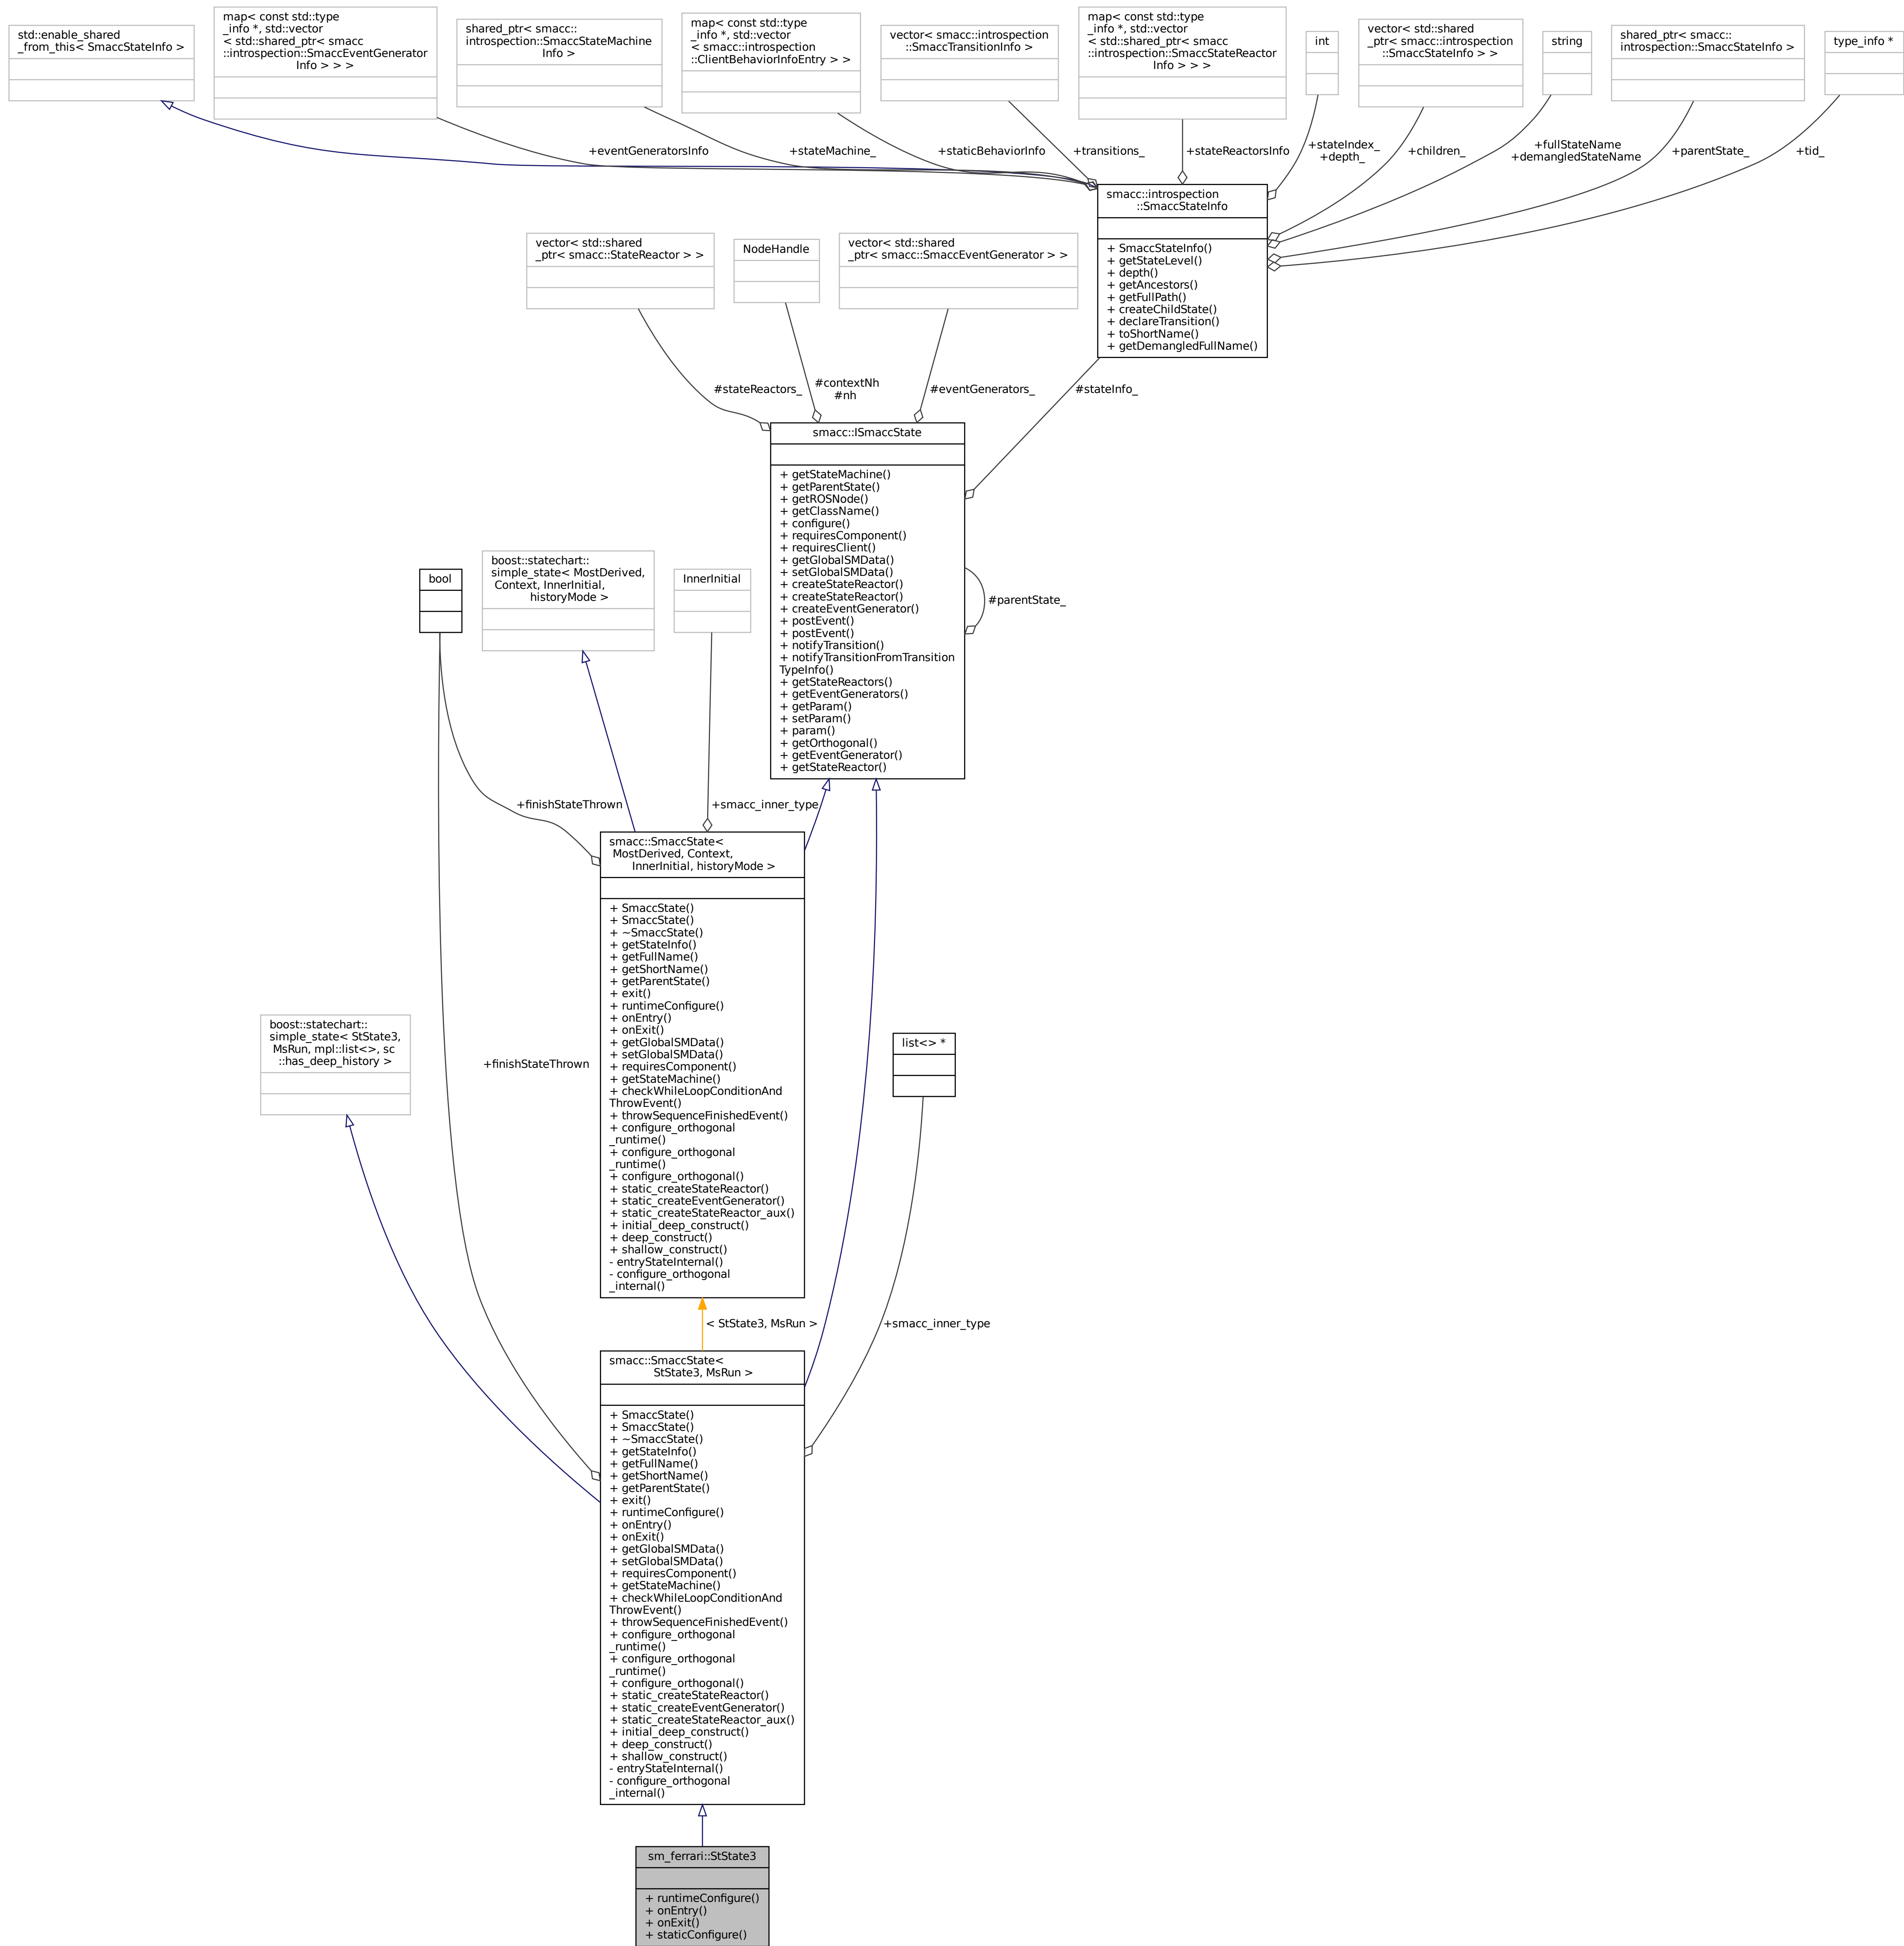 std::enable_shared
_from_this< SmaccStateInfo >
map< const std::type
_info *, std::vector
< std::shared_ptr< smacc
::introspection::SmaccEventGenerator
Info > > >
shared_ptr< smacc::
introspection::SmaccStateMachine
Info >
map< const std::type
_info *, std::vector
< smacc::introspection
::ClientBehaviorInfoEntry > >
vector< smacc::introspection
::SmaccTransitionInfo >
map< const std::type
_info *, std::vector
< std::shared_ptr< smacc
::introspection::SmaccStateReactor
Info > > >
int
vector< std::shared
_ptr< smacc::introspection
::SmaccStateInfo > >
string
shared_ptr< smacc::
introspection::SmaccStateInfo >
type_info *
+eventGeneratorsInfo
+stateMachine_
+staticBehaviorInfo
+transitions_
+stateReactorsInfo
+stateIndex_
+depth_
+children_
+fullStateName
+demangledStateName
+parentState_
+tid_
smacc::introspection
::SmaccStateInfo
+ SmaccStateInfo()
+ getStateLevel()
+ depth()
+ getAncestors()
+ getFullPath()
+ createChildState()
+ declareTransition()
+ toShortName()
+ getDemangledFullName()
vector< std::shared
_ptr< smacc::StateReactor > >
NodeHandle
vector< std::shared
_ptr< smacc::SmaccEventGenerator > >
#stateReactors_
#contextNh
#nh
#eventGenerators_
#stateInfo_
smacc::ISmaccState
+ getStateMachine()
+ getParentState()
+ getROSNode()
+ getClassName()
+ configure()
+ requiresComponent()
+ requiresClient()
+ getGlobalSMData()
+ setGlobalSMData()
+ createStateReactor()
+ createStateReactor()
+ createEventGenerator()
+ postEvent()
+ postEvent()
+ notifyTransition()
+ notifyTransitionFromTransition
TypeInfo()
+ getStateReactors()
+ getEventGenerators()
+ getParam()
+ setParam()
+ param()
+ getOrthogonal()
+ getEventGenerator()
+ getStateReactor()
#parentState_
bool
boost::statechart::
simple_state< MostDerived,
Context, InnerInitial,
historyMode >
InnerInitial
+finishStateThrown
+smacc_inner_type
smacc::SmaccState<
MostDerived, Context,
InnerInitial, historyMode >
+ SmaccState()
+ SmaccState()
+ ~SmaccState()
+ getStateInfo()
+ getFullName()
+ getShortName()
+ getParentState()
+ exit()
+ runtimeConfigure()
+ onEntry()
+ onExit()
+ getGlobalSMData()
+ setGlobalSMData()
+ requiresComponent()
+ getStateMachine()
+ checkWhileLoopConditionAnd
ThrowEvent()
+ throwSequenceFinishedEvent()
+ configure_orthogonal
_runtime()
+ configure_orthogonal
_runtime()
+ configure_orthogonal()
+ static_createStateReactor()
+ static_createEventGenerator()
+ static_createStateReactor_aux()
+ initial_deep_construct()
+ deep_construct()
+ shallow_construct()
- entryStateInternal()
- configure_orthogonal
_internal()
boost::statechart::
simple_state< StState3,
MsRun, mpl::list<>, sc
::has_deep_history >
+finishStateThrown
list<> *
< StState3, MsRun >
+smacc_inner_type
smacc::SmaccState<
StState3, MsRun >
+ SmaccState()
+ SmaccState()
+ ~SmaccState()
+ getStateInfo()
+ getFullName()
+ getShortName()
+ getParentState()
+ exit()
+ runtimeConfigure()
+ onEntry()
+ onExit()
+ getGlobalSMData()
+ setGlobalSMData()
+ requiresComponent()
+ getStateMachine()
+ checkWhileLoopConditionAnd
ThrowEvent()
+ throwSequenceFinishedEvent()
+ configure_orthogonal
_runtime()
+ configure_orthogonal
_runtime()
+ configure_orthogonal()
+ static_createStateReactor()
+ static_createEventGenerator()
+ static_createStateReactor_aux()
+ initial_deep_construct()
+ deep_construct()
+ shallow_construct()
- entryStateInternal()
- configure_orthogonal
_internal()
sm_ferrari::StState3
+ runtimeConfigure()
+ onEntry()
+ onExit()
+ staticConfigure()